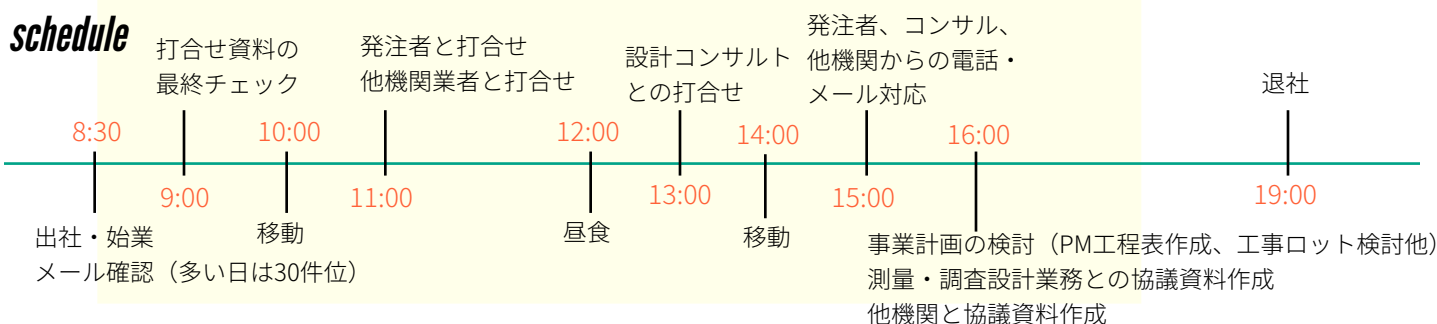 schedule
打合せ資料の
最終チェック
発注者と打合せ
他機関業者と打合せ
設計コンサルト
との打合せ
発注者、コンサル、
他機関からの電話・
メール対応
退社
8:30
10:00
12:00
14:00
16:00
9:00
11:00
13:00
15:00
19:00
出社・始業
メール確認（多い日は30件位）
移動
昼食
移動
事業計画の検討（PM工程表作成、工事ロット検討他）
測量・調査設計業務との協議資料作成
他機関と協議資料作成